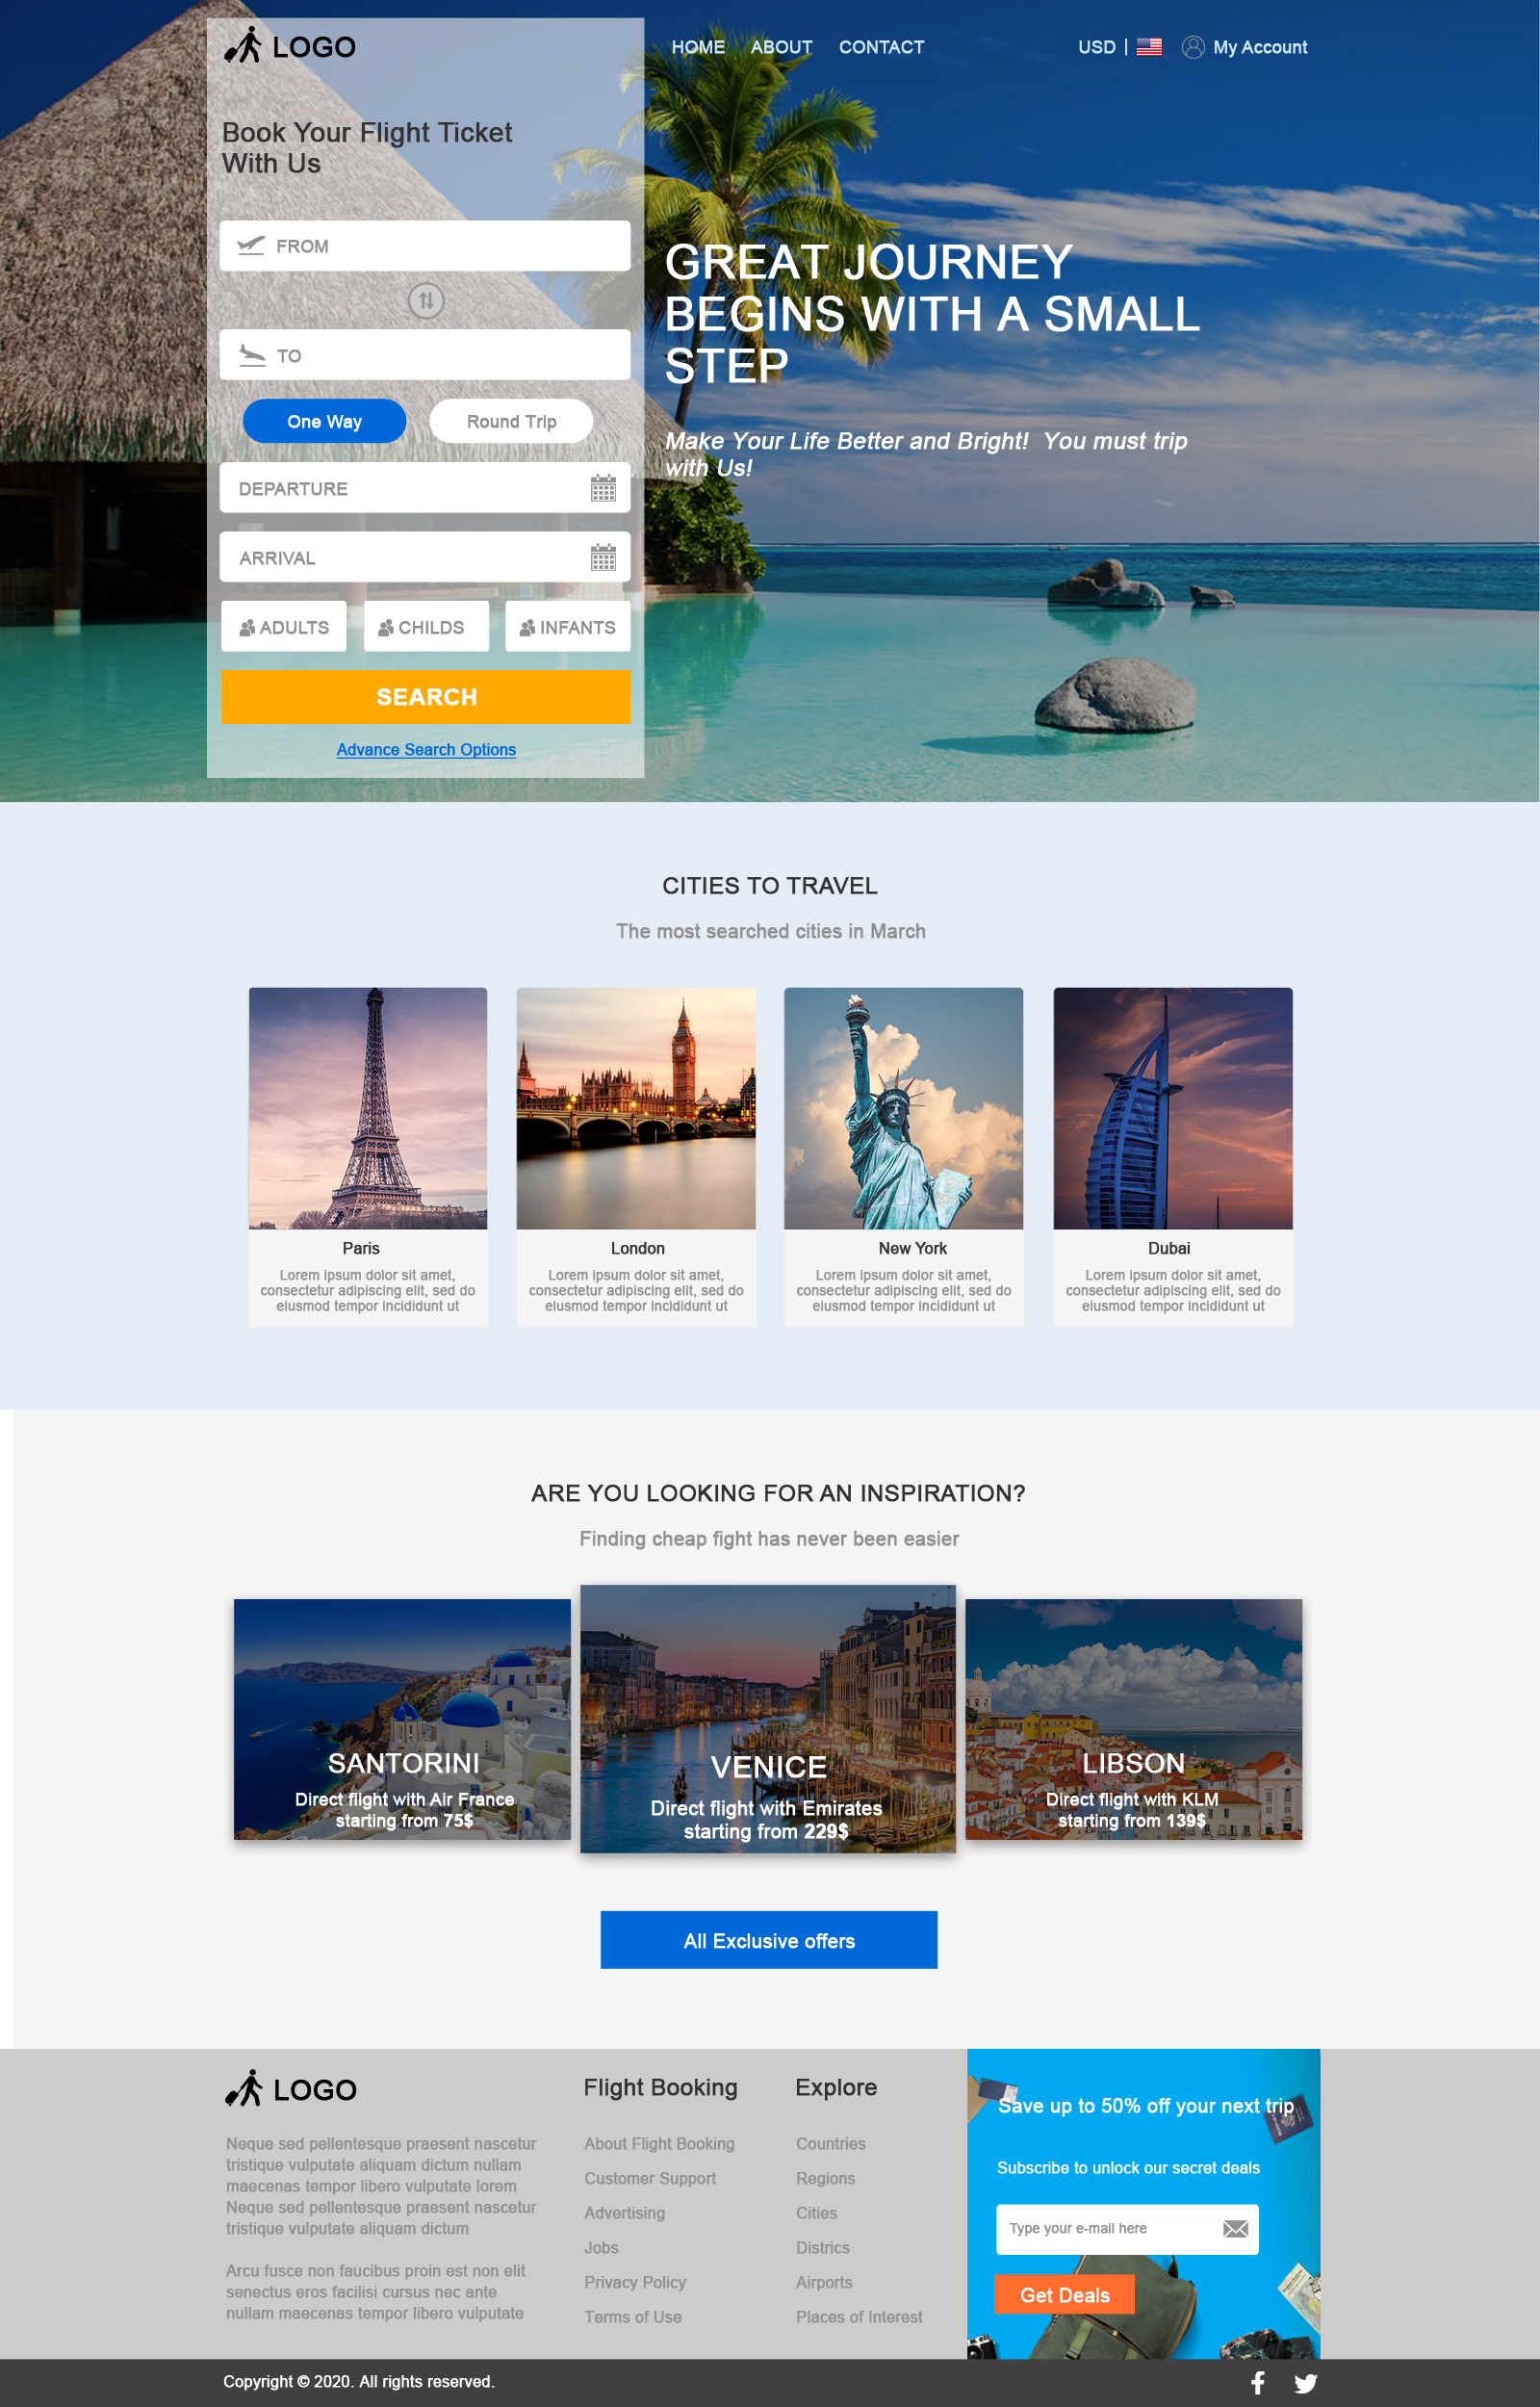 LOGO
HOME ABOUT CONTACT USD | My Account
Book Your Flight Ticket
With Us
FROM
TO
One Way Round Trip
DEPARTURE
ARRIVAL
ADULTS CHILDS INFANTS
SEARCH
Advance Search Options
GREAT JOURNEY
BEGINS WITH A SMALL
STEP
Make Your Life Better and Bright! You must trip
with Us!
CITIES TO TRAVEL
The most searched cities in March
Paris
Lorem ipsum dolor sit amet,
consectetur adipiscing elit, sed do
eiusmod tempor incididunt ut
London
Lorem ipsum dolor sit amet,
consectetur adipiscing elit, sed do
eiusmod tempor incididunt ut
New York
Lorem ipsum dolor sit amet,
consectetur adipiscing elit, sed do
eiusmod tempor incididunt ut
Dubai
Lorem ipsum dolor sit amet,
consectetur adipiscing elit, sed do
eiusmod tempor incididunt ut
ARE YOU LOOKING FOR AN INSPIRATION?
Finding cheap fight has never been easier
SANTORINI
Direct flight with Air France
starting from 75$
VENICE
Direct flight with Emirates
starting from 229$
LIBSON
Direct flight with KLM
starting from 139$
All Exclusive offers
LOGO
Neque sed pellentesque praesent nascetur
tristique vulputate aliquam dictum nullam
maecenas tempor libero vulputate lorem
Neque sed pellentesque praesent nascetur
tristique vulputate aliquam dictum
Arcu fusce non faucibus proin est non elit
senectus eros facilisi cursus nec ante
nullam maecenas tempor libero vulputate
Flight Booking
About Flight Booking
Customer Support
Advertising
Jobs
Privacy Policy
Terms of Use
Explore
Countries
Regions
Cities
Districs
Airports
Places of Interest
Save up to 50% off your next trip
Subscribe to unlock our secret deals
Type your e-mail here
Get Deals
Copyright © 2020. All rights reserved.